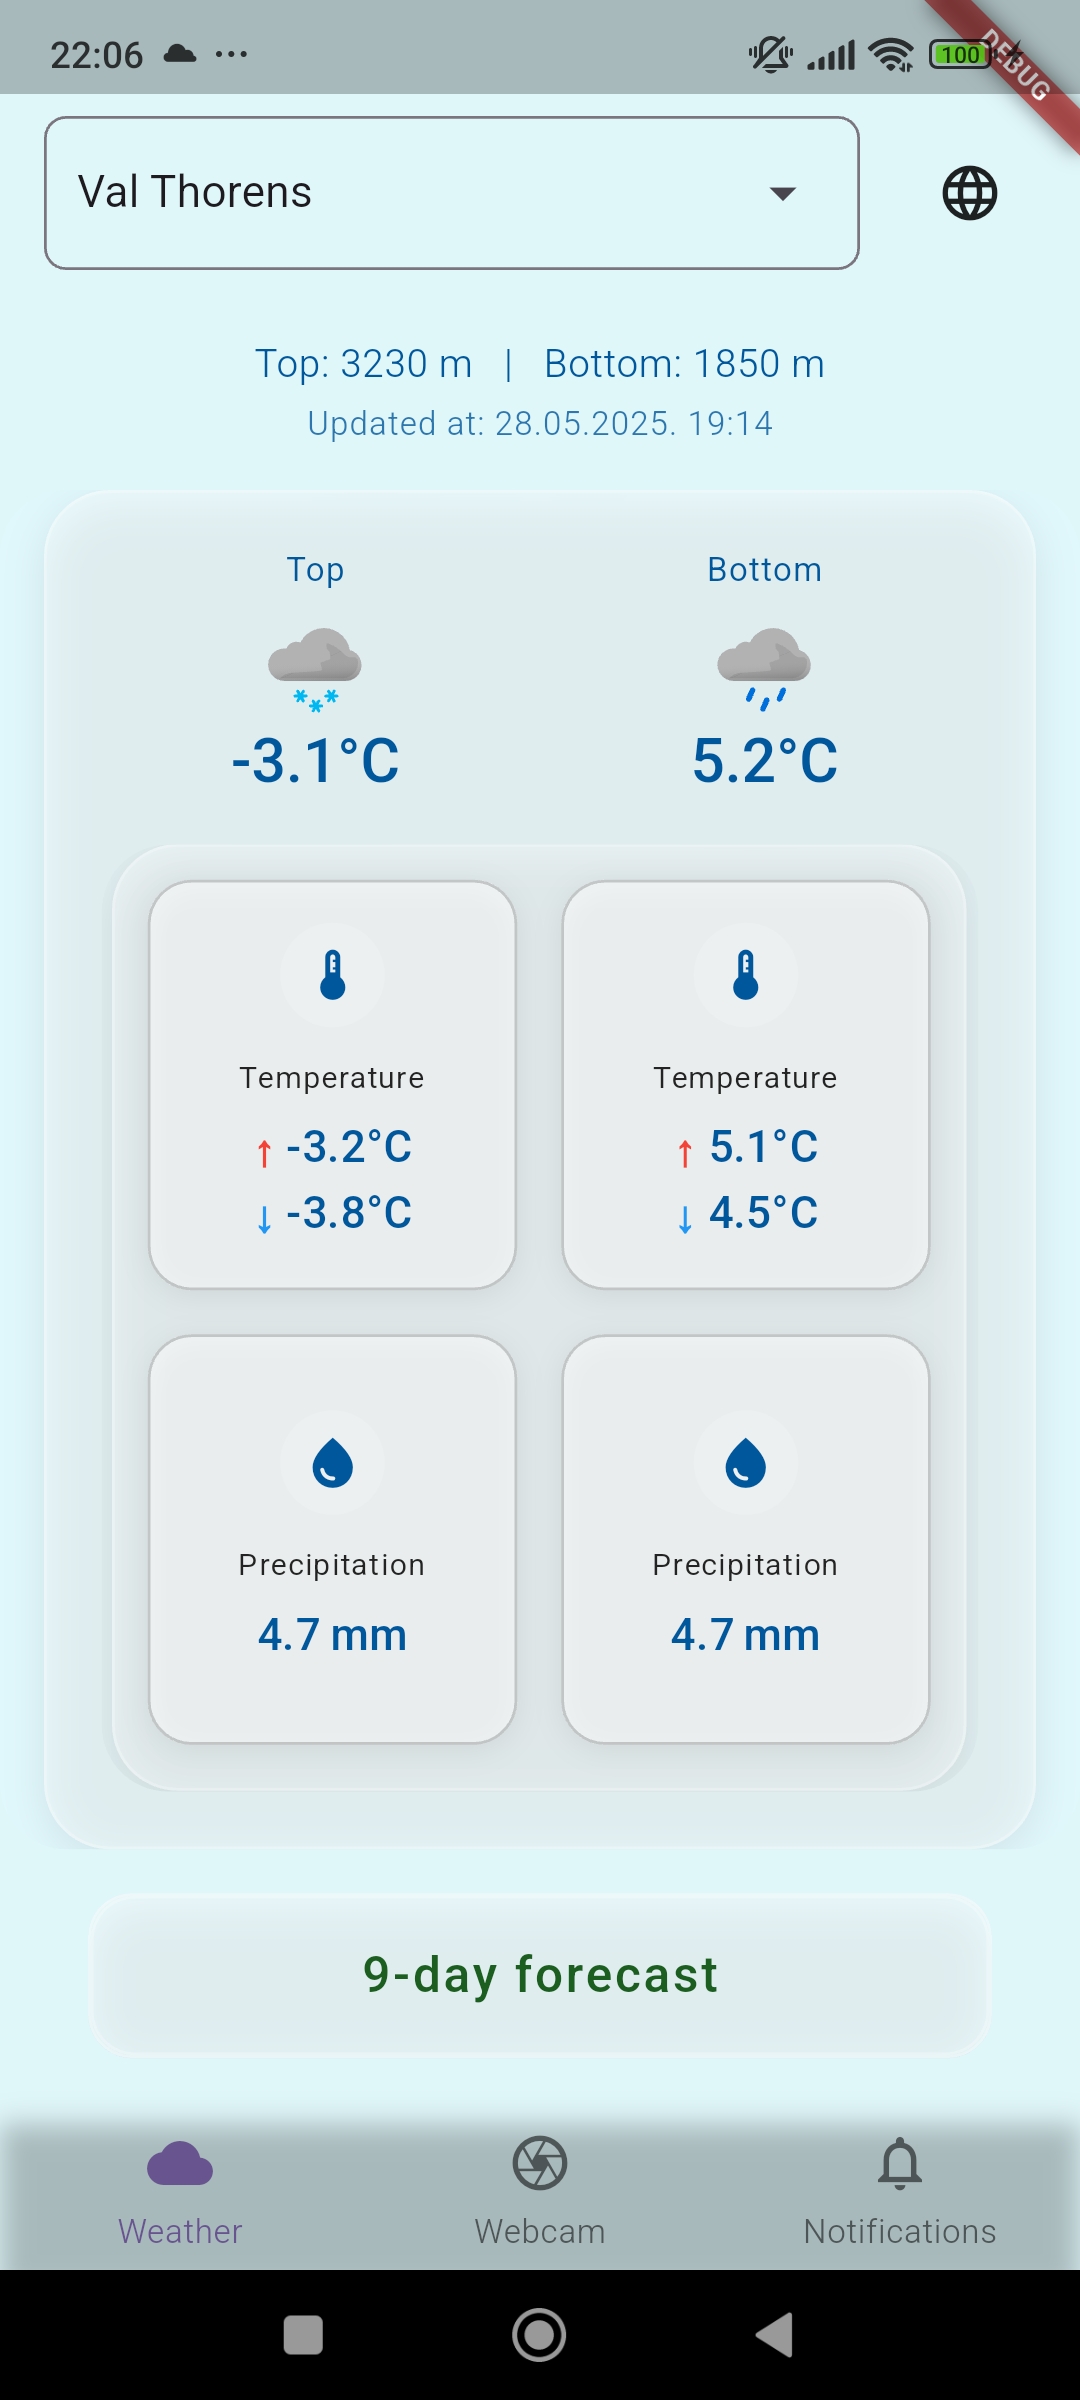 22:06
100
DEBUG
Val Thorens
Top: 3230 m | Bottom: 1850 m
Updated at: 28.05.2025. 19:14
Top Bottom
-3.1°C 5.2°C
Temperature Temperature
↑ -3.2°C ↑ 5.1°C
↓ -3.8°C ↓ 4.5°C
Precipitation Precipitation
4.7 mm 4.7 mm
9-day forecast
Weather Webcam Notifications